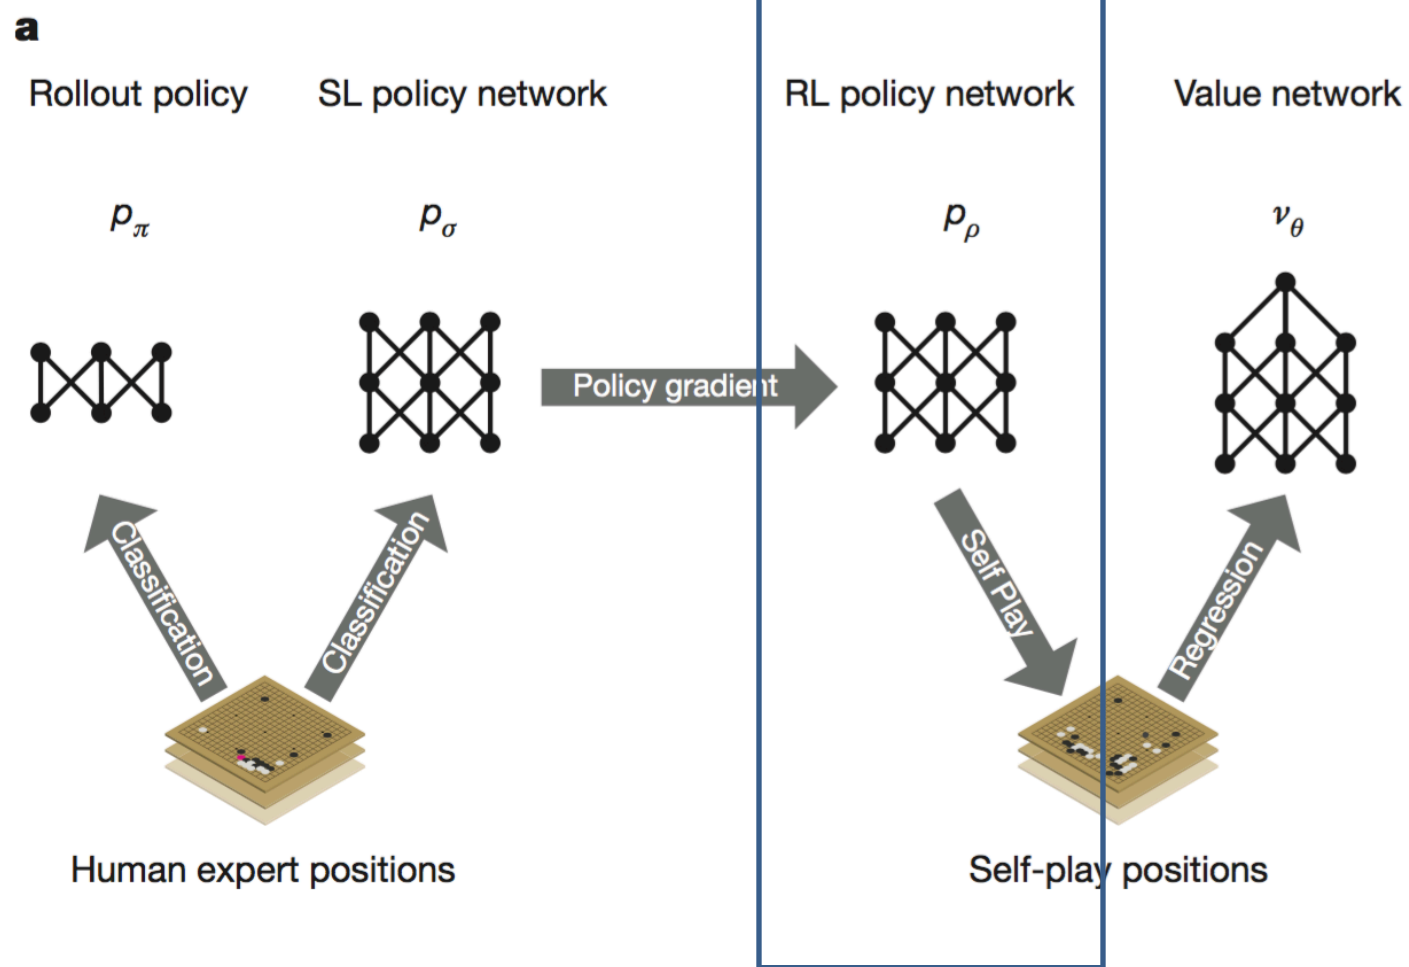 a
Rollout policy
SL policy network
RL policy network
Value network
pπ
pσ
pρ
νθ
Policy gradient
Classification
Classification
Self Play
Regression
Human expert positions
Self-play positions